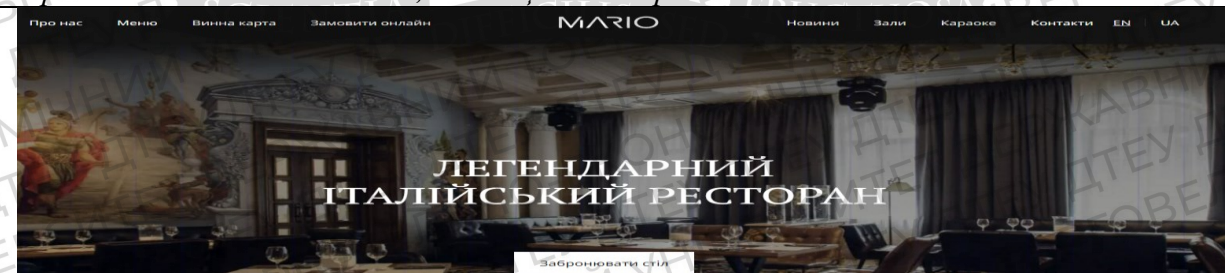 Про нас Меню Винна карта Замовити онлайн MARIO Новини Зали Караоке Контакти EN UA
ЛЕГЕНДАРНИЙ
ІТАЛІЙСЬКИЙ РЕСТОРАН
Забронювати стіл